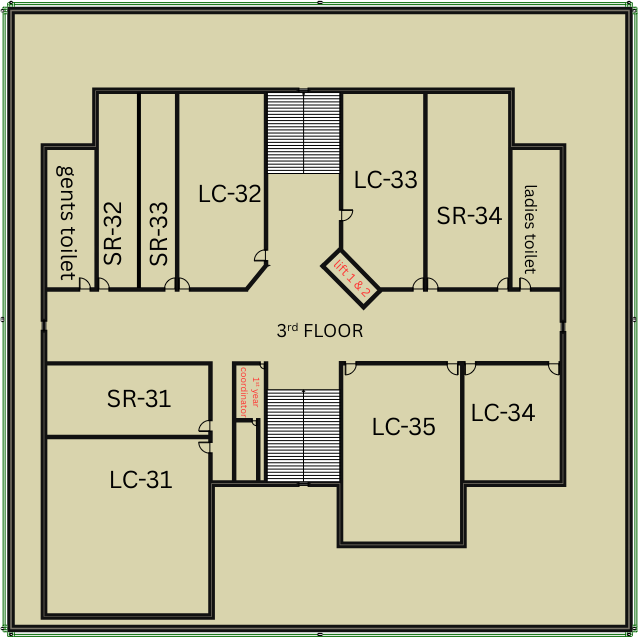 gents toilet
SR-32
SR-33
LC-32
LC-33
SR-34
ladies toilet
lift 1 & 2
3rd FLOOR
SR-31
1st year
coordinator
LC-35
LC-34
LC-31